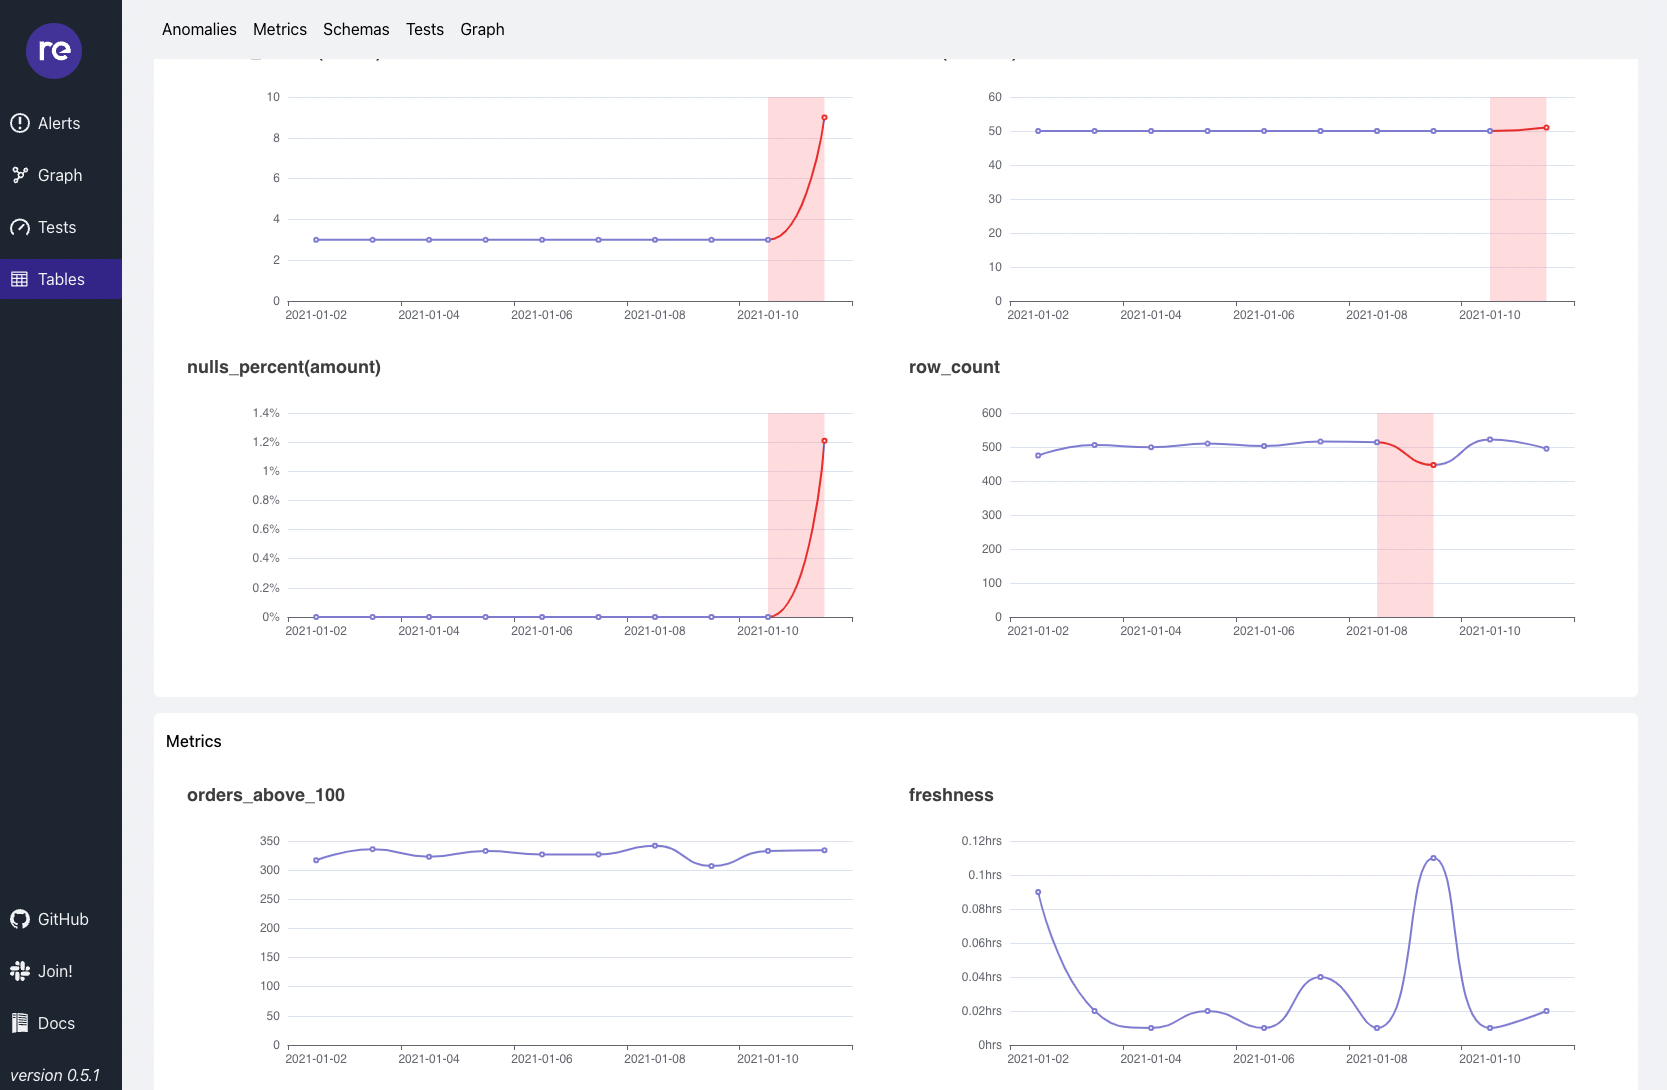 re
Alerts
Graph
Tests
Tables
GitHub
Join!
Docs
version 0.5.1
Anomalies Metrics Schemas Tests Graph
10
8
6
4
2
0
2021-01-02 2021-01-04 2021-01-06 2021-01-08 2021-01-10
60
50
40
30
20
10
0
2021-01-02 2021-01-04 2021-01-06 2021-01-08 2021-01-10
nulls_percent(amount)
1.4%
1.2%
1%
0.8%
0.6%
0.4%
0.2%
0%
2021-01-02 2021-01-04 2021-01-06 2021-01-08 2021-01-10
row_count
600
500
400
300
200
100
0
2021-01-02 2021-01-04 2021-01-06 2021-01-08 2021-01-10
Metrics
orders_above_100
350
300
250
200
150
100
50
0
2021-01-02 2021-01-04 2021-01-06 2021-01-08 2021-01-10
freshness
0.12hrs
0.1hrs
0.08hrs
0.06hrs
0.04hrs
0.02hrs
0hrs
2021-01-02 2021-01-04 2021-01-06 2021-01-08 2021-01-10